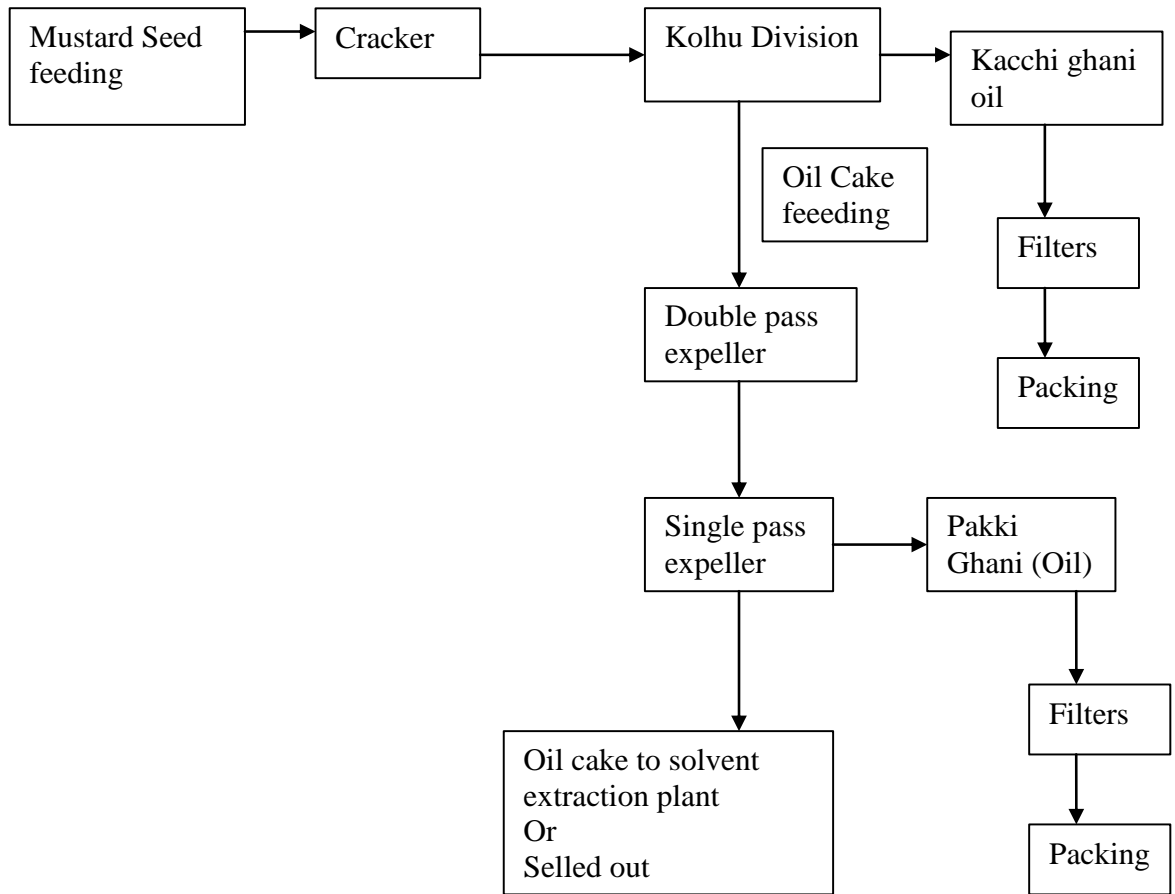 Mustard Seed
feeding
Cracker
Kolhu Division
Kacchi ghani
oil
Oil Cake
feeeding
Filters
Double pass
expeller
Packing
Single pass
expeller
Pakki
Ghani (Oil)
Filters
Oil cake to solvent
extraction plant
Or
Selled out
Packing